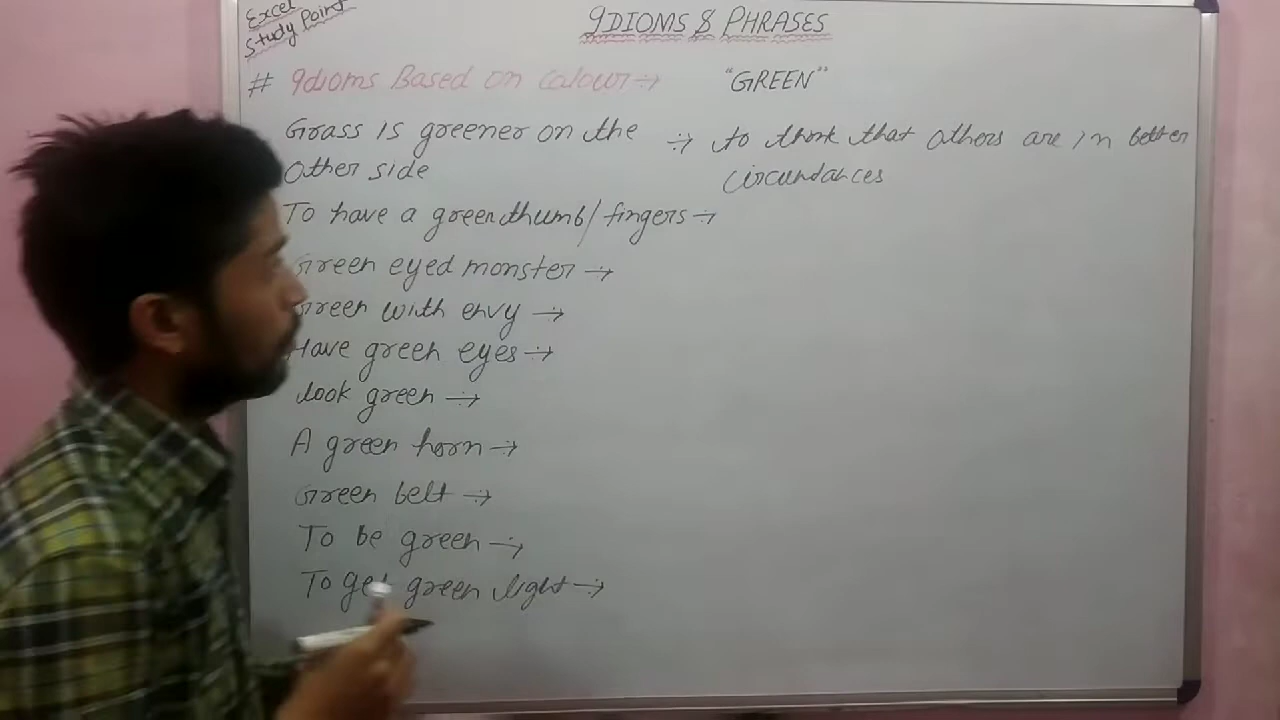 Excel
Study Point
IDIOMS & PHRASES
# Idioms Based on Colour → "GREEN"
Grass is greener on the
other side → to think that others are in better
circumstances
To have a green thumb/fingers →
Green eyed monster →
Green with envy →
Have green eyes →
look green →
A green horn →
Green belt →
To be green →
To get green light →